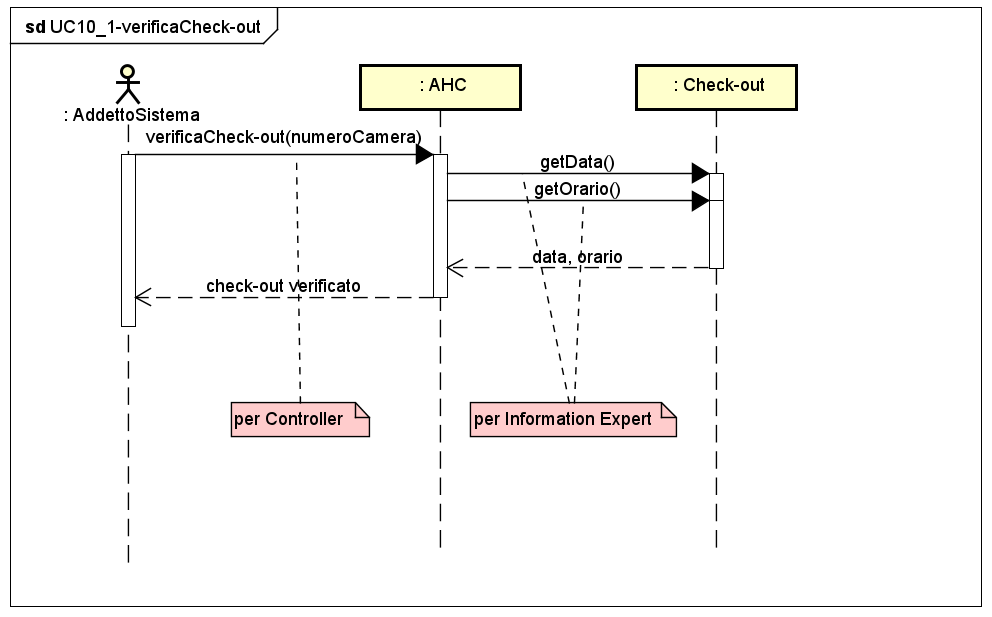 sd UC10_1-verificaCheck-out
: AddettoSistema
: AHC
: Check-out
verificaCheck-out(numeroCamera)
getData()
getOrario()
data, orario
check-out verificato
per Controller
per Information Expert